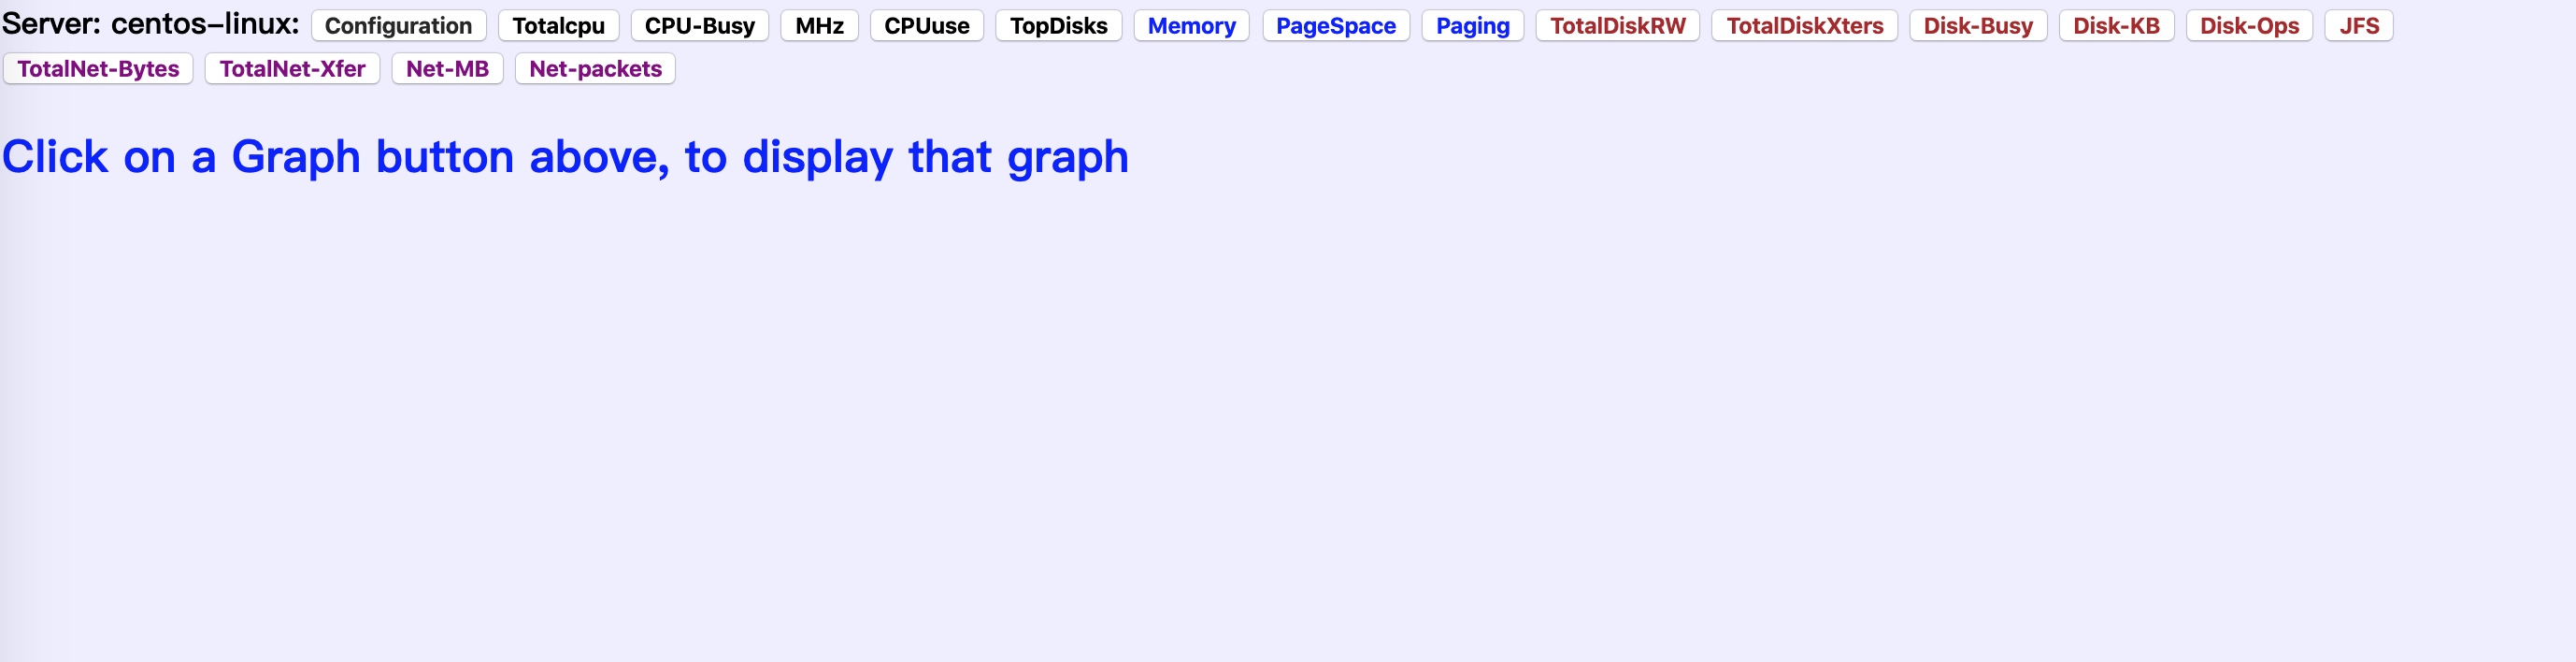 Server: centos-linux: Configuration Totalcpu CPU-Busy MHz CPUuse TopDisks Memory PageSpace Paging TotalDiskRW TotalDiskXters Disk-Busy Disk-KB Disk-Ops JFS
TotalNet-Bytes TotalNet-Xfer Net-MB Net-packets
Click on a Graph button above, to display that graph